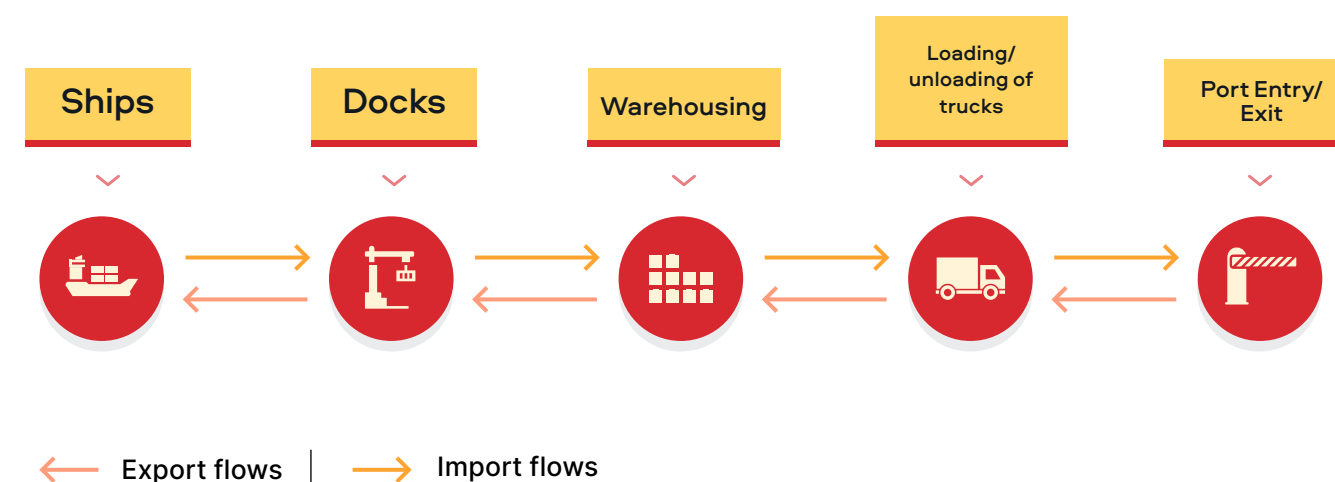 Ships
Docks
Warehousing
Loading/
unloading of
trucks
Port Entry/
Exit
Export flows
Import flows